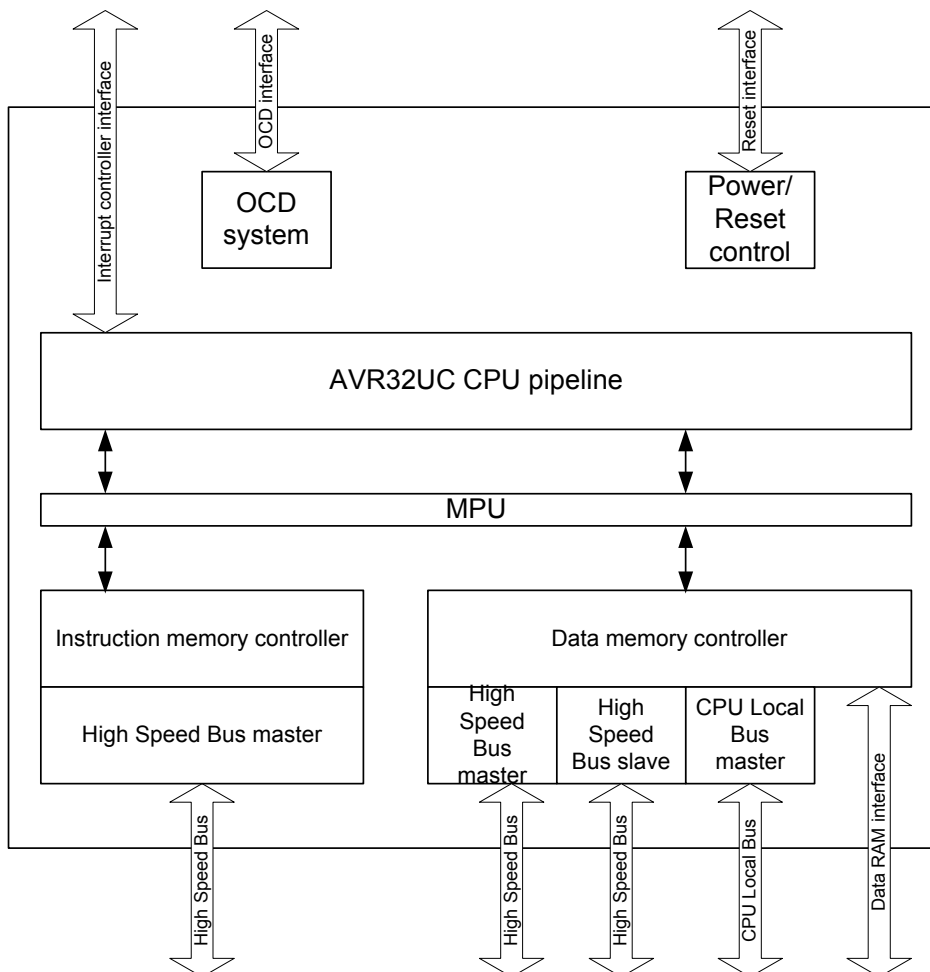 Interrupt controller interface
OCD interface
Reset interface
OCD
system
Power/
Reset
control
AVR32UC CPU pipeline
MPU
Instruction memory controller
High Speed Bus master
Data memory controller
High
Speed
Bus
master
High
Speed
Bus slave
CPU Local
Bus
master
High Speed Bus
High Speed Bus
High Speed Bus
CPU Local Bus
Data RAM interface